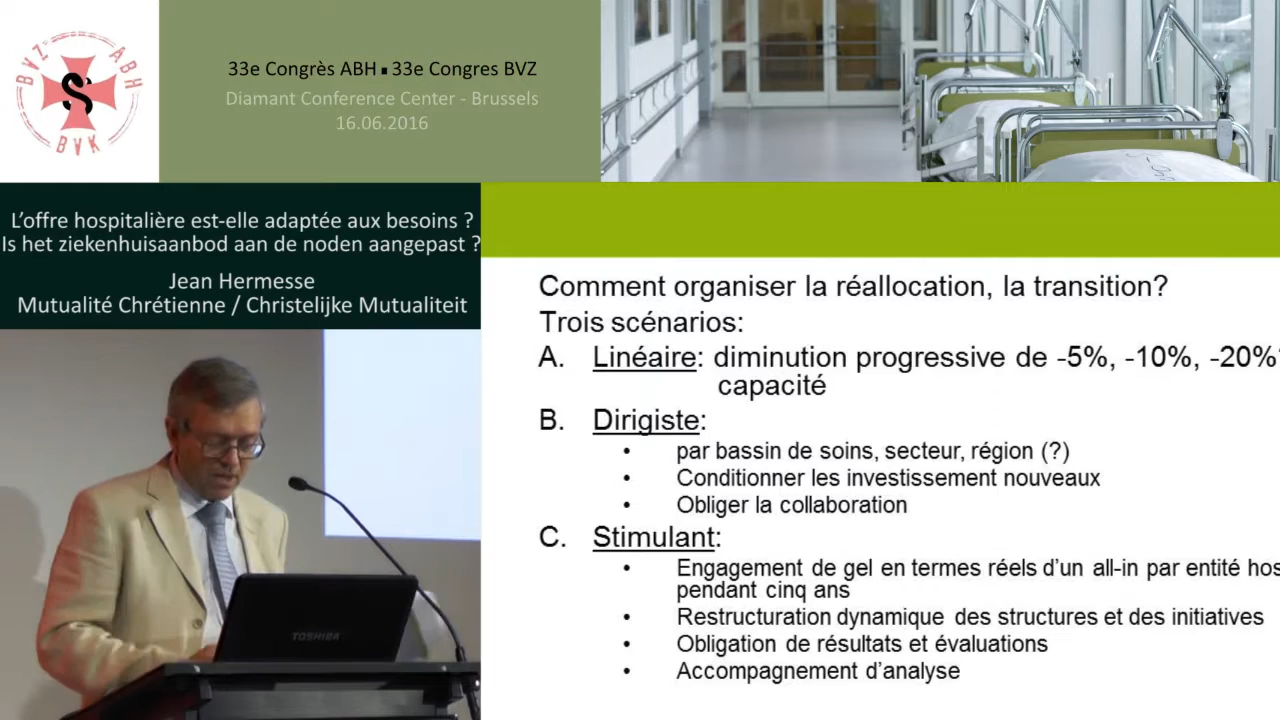 BVZ ABH BVK
33e Congrès ABH ▪ 33e Congres BVZ
Diamant Conference Center - Brussels
16.06.2016
L'offre hospitalière est-elle adaptée aux besoins ?
Is het ziekenhuisaanbod aan de noden aangepast ?
Jean Hermesse
Mutualité Chrétienne / Christelijke Mutualiteit
TOSHIBA
Comment organiser la réallocation, la transition?
Trois scénarios:
A. Linéaire: diminution progressive de -5%, -10%, -20%
capacité
B. Dirigiste:
• par bassin de soins, secteur, région (?)
• Conditionner les investissement nouveaux
• Obliger la collaboration
C. Stimulant:
• Engagement de gel en termes réels d'un all-in par entité hos
pendant cinq ans
• Restructuration dynamique des structures et des initiatives
• Obligation de résultats et évaluations
• Accompagnement d'analyse